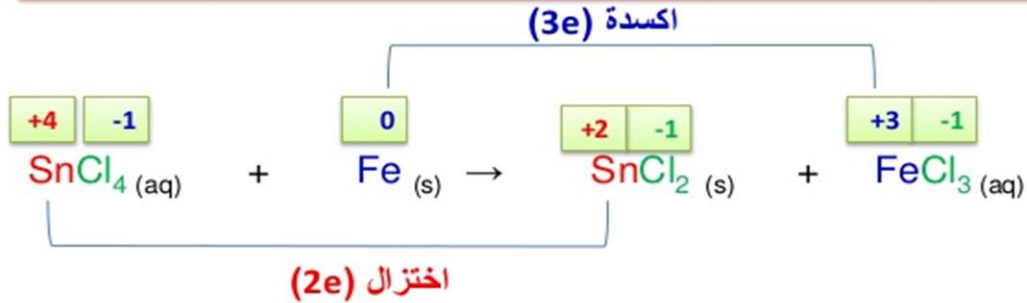 اكسدة (3e)
+4 -1 0 +2 -1 +3 -1
SnCl₄ (aq) + Fe (s) → SnCl₂ (s) + FeCl₃ (aq)
اختزال (2e)